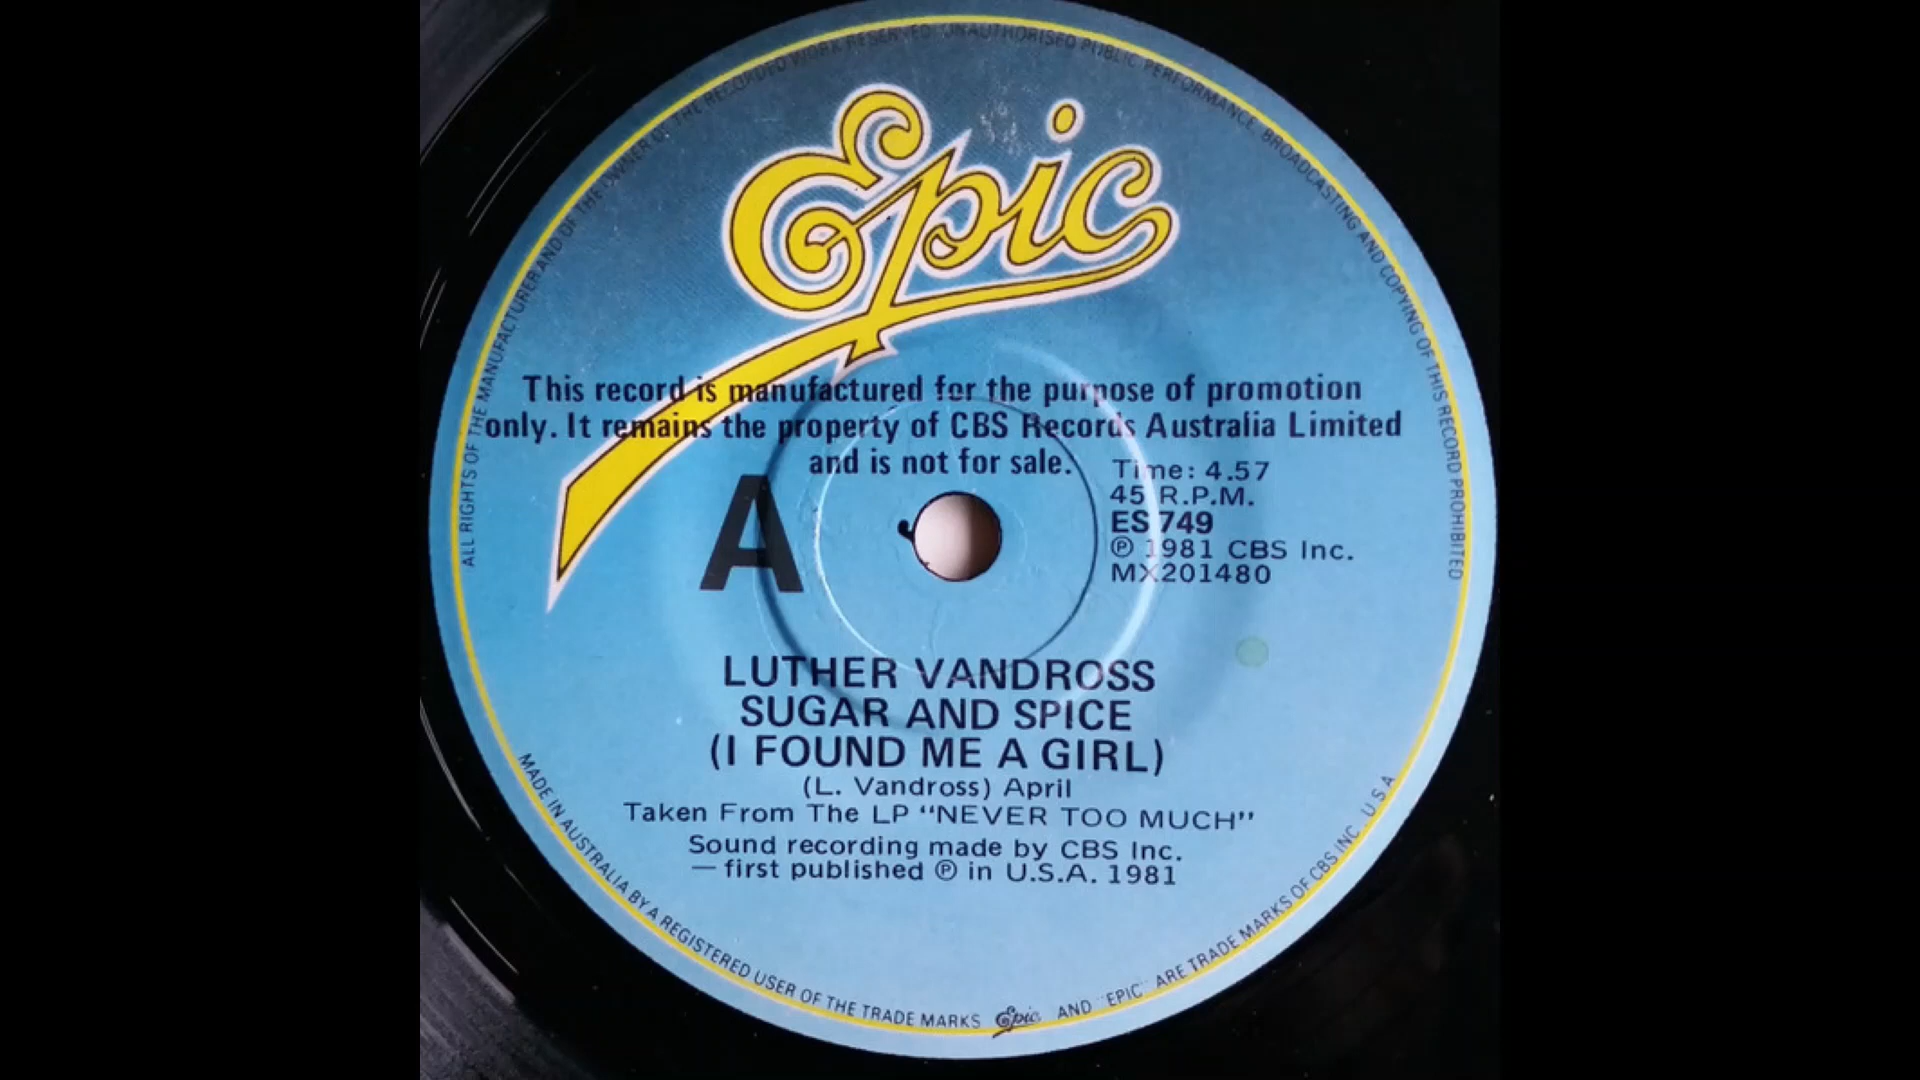 ALL RIGHTS OF THE MANUFACTURER AND OF THE OWNER OF THE RECORDED WORK RESERVED UNAUTHORISED PUBLIC PERFORMANCE BROADCASTING AND COPYING OF THIS RECORD PROHIBITED
Epic
This record is manufactured for the purpose of promotion
only. It remains the property of CBS Records Australia Limited
and is not for sale.
A
Time: 4.57
45 R.P.M.
ES 749
Ⓟ 1981 CBS Inc.
MX201480
LUTHER VANDROSS
SUGAR AND SPICE
(I FOUND ME A GIRL)
(L. Vandross) April
Taken From The LP "NEVER TOO MUCH"
Sound recording made by CBS Inc.
— first published Ⓟ in U.S.A. 1981
MADE IN AUSTRALIA BY A REGISTERED USER OF THE TRADE MARKS Epic AND "EPIC" ARE TRADE MARKS OF CBS INC. U S A